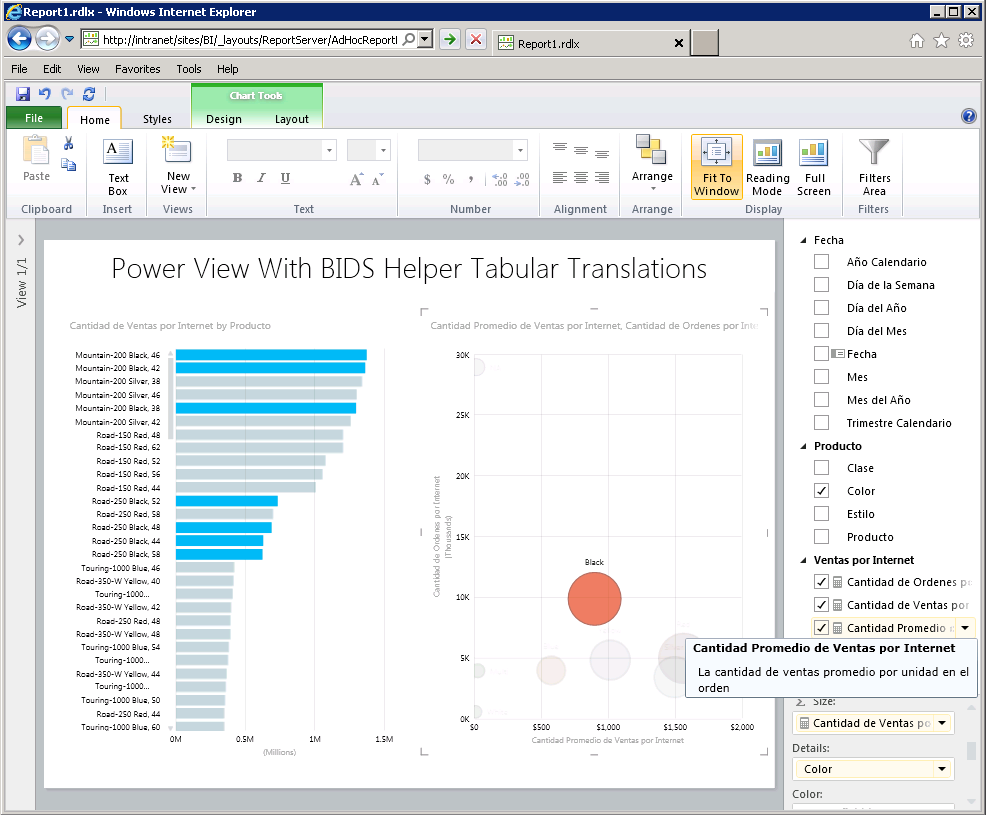 Report1.rdlx - Windows Internet Explorer
http://intranet/sites/BI/_layouts/ReportServer/AdHocReportI
Report1.rdlx
File Edit View Favorites Tools Help
Chart Tools
File Home Styles Design Layout
Paste
Text Box
New View
B I U
A A
$ % ,
.00 .00
Arrange
Fit To Window
Reading Mode
Full Screen
Filters Area
Clipboard Insert Views Text Number Alignment Arrange Display Filters
View 1/1
Power View With BIDS Helper Tabular Translations
Cantidad de Ventas por Internet by Producto
Mountain-200 Black, 46
Mountain-200 Black, 42
Mountain-200 Silver, 38
Mountain-200 Silver, 46
Mountain-200 Black, 38
Mountain-200 Silver, 42
Road-150 Red, 48
Road-150 Red, 62
Road-150 Red, 52
Road-150 Red, 56
Road-150 Red, 44
Road-250 Black, 52
Road-250 Red, 58
Road-250 Black, 48
Road-250 Black, 44
Road-250 Black, 58
Touring-1000 Blue, 46
Road-350-W Yellow, 40
Touring-1000...
Road-350-W Yellow, 42
Road-250 Red, 48
Road-350-W Yellow, 48
Touring-1000 Blue, 54
Touring-1000...
Road-350-W Yellow, 44
Touring-1000...
Touring-1000 Blue, 50
Road-250 Red, 44
Touring-1000 Blue, 60
0M 0.5M 1M 1.5M
(Millions)
Cantidad Promedio de Ventas por Internet, Cantidad de Ordenes por Inte
Cantidad de Ordenes por Internet
(Thousands)
30K
25K
20K
15K
10K
5K
0K
Black
$0 $500 $1,000 $1,500 $2,000
Cantidad Promedio de Ventas por Internet
Fecha
Año Calendario
Día de la Semana
Día del Año
Día del Mes
Fecha
Mes
Mes del Año
Trimestre Calendario
Producto
Clase
Color
Estilo
Producto
Ventas por Internet
Cantidad de Ordenes po
Cantidad de Ventas por
Cantidad Promedio
Cantidad Promedio de Ventas por Internet
La cantidad de ventas promedio por unidad en el
orden
Σ Size:
Cantidad de Ventas po
Details:
Color
Color: